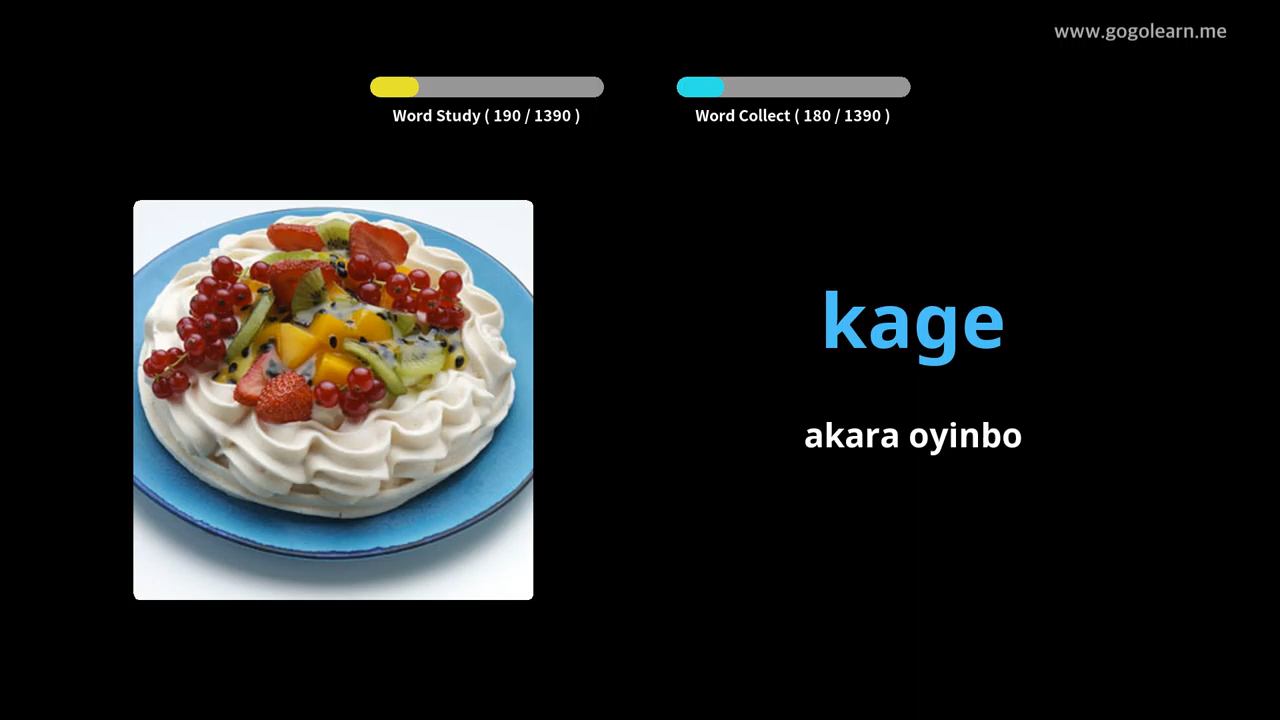 www.gogolearn.me
Word Study ( 190 / 1390 )
Word Collect ( 180 / 1390 )
kage
akara oyinbo